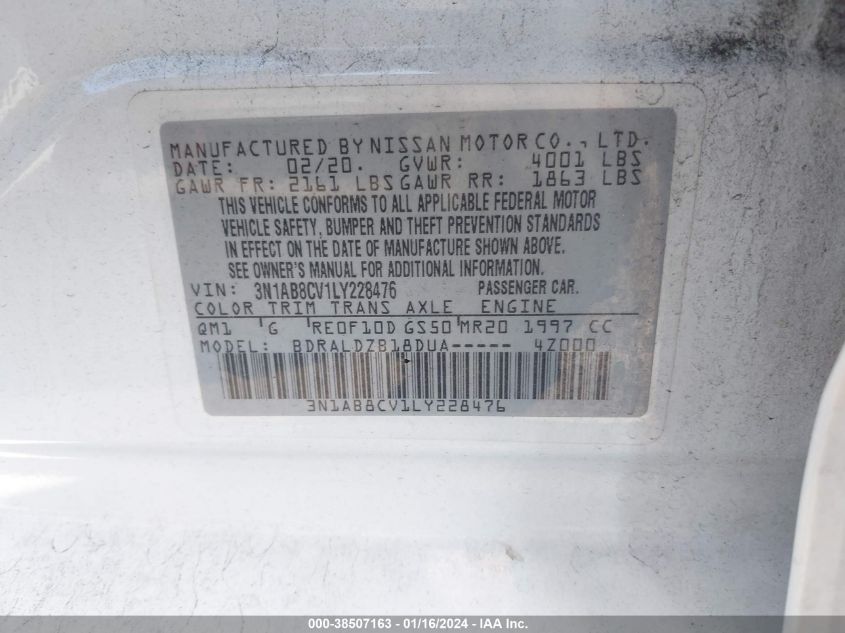 MANUFACTURED BY NISSAN MOTOR CO., LTD.
DATE: 02/20. GVWR: 4001 LBS
GAWR FR: 2161 LBS GAWR RR: 1863 LBS
THIS VEHICLE CONFORMS TO ALL APPLICABLE FEDERAL MOTOR
VEHICLE SAFETY, BUMPER AND THEFT PREVENTION STANDARDS
IN EFFECT ON THE DATE OF MANUFACTURE SHOWN ABOVE.
SEE OWNER'S MANUAL FOR ADDITIONAL INFORMATION.
VIN: 3N1AB8CV1LY228476 PASSENGER CAR.
COLOR TRIM TRANS AXLE ENGINE
QM1 G RE0F10D GS50 MR20 1997 CC
MODEL: BDRALDZB18DUA----- 4Z000
3N1AB8CV1LY228476
000-38507163 - 01/16/2024 - IAA Inc.